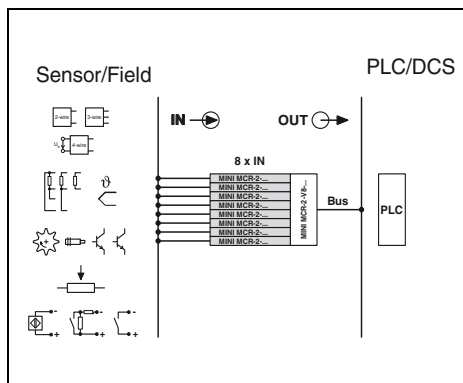 Sensor/Field
PLC/DCS
2-wire
3-wire
4-wire
IN
OUT
8 x IN
MINI MCR-2-...
MINI MCR-2-...
MINI MCR-2-...
MINI MCR-2-...
MINI MCR-2-...
MINI MCR-2-...
MINI MCR-2-...
MINI MCR-2-...
MINI MCR-2-V8-...
Bus
PLC
ϑ